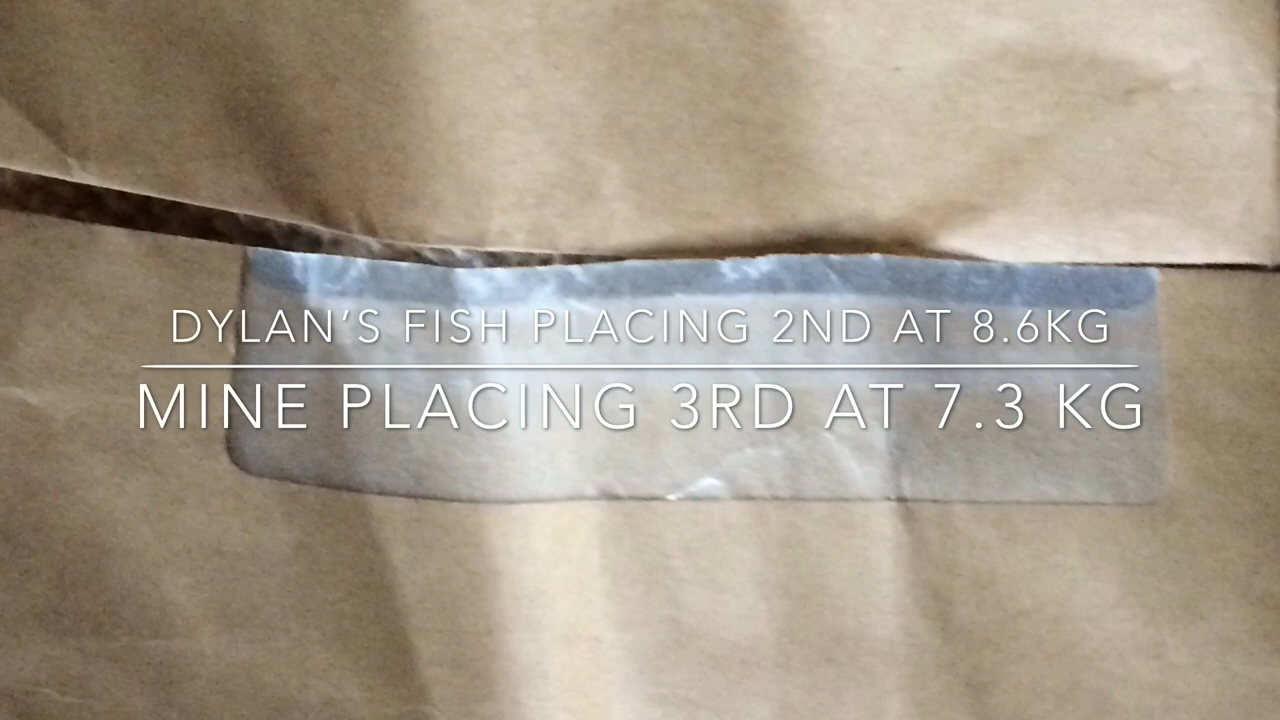 DYLAN’S FISH PLACING 2ND AT 8.6KG
MINE PLACING 3RD AT 7.3 KG